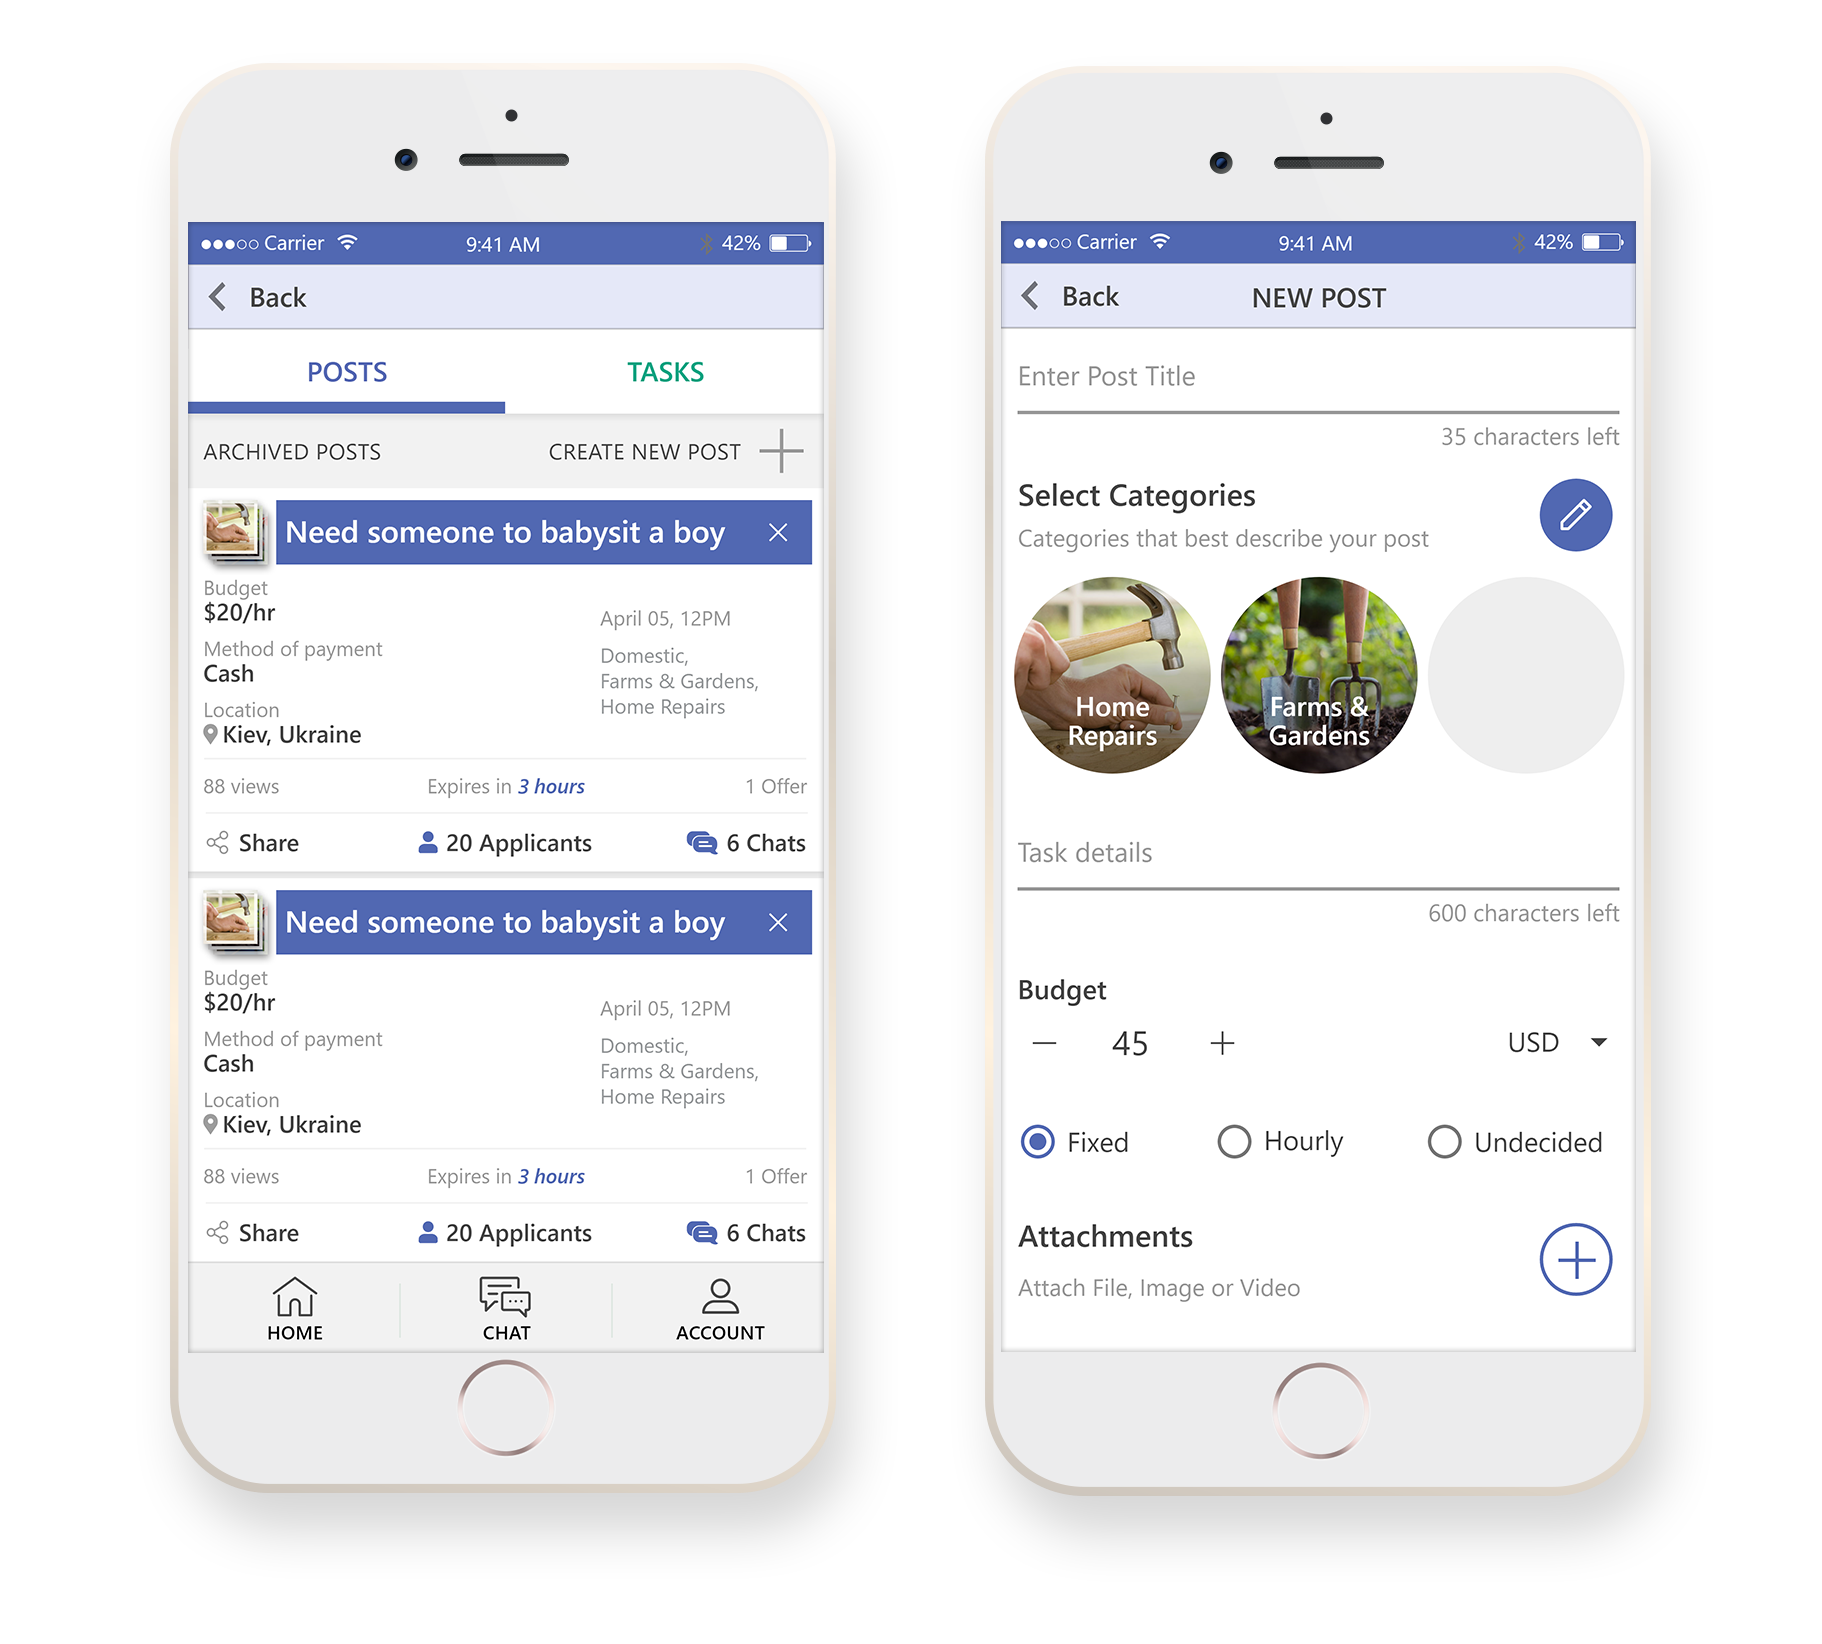 Carrier 9:41 AM 42%
Back
POSTS TASKS
ARCHIVED POSTS CREATE NEW POST
Need someone to babysit a boy
Budget
$20/hr
April 05, 12PM
Method of payment
Cash
Domestic,
Farms & Gardens,
Home Repairs
Location
Kiev, Ukraine
88 views Expires in 3 hours 1 Offer
Share 20 Applicants 6 Chats
Need someone to babysit a boy
Budget
$20/hr
April 05, 12PM
Method of payment
Cash
Domestic,
Farms & Gardens,
Home Repairs
Location
Kiev, Ukraine
88 views Expires in 3 hours 1 Offer
Share 20 Applicants 6 Chats
HOME CHAT ACCOUNT
Carrier 9:41 AM 42%
Back NEW POST
Enter Post Title
35 characters left
Select Categories
Categories that best describe your post
Home
Repairs
Farms &
Gardens
Task details
600 characters left
Budget
45 USD
Fixed Hourly Undecided
Attachments
Attach File, Image or Video